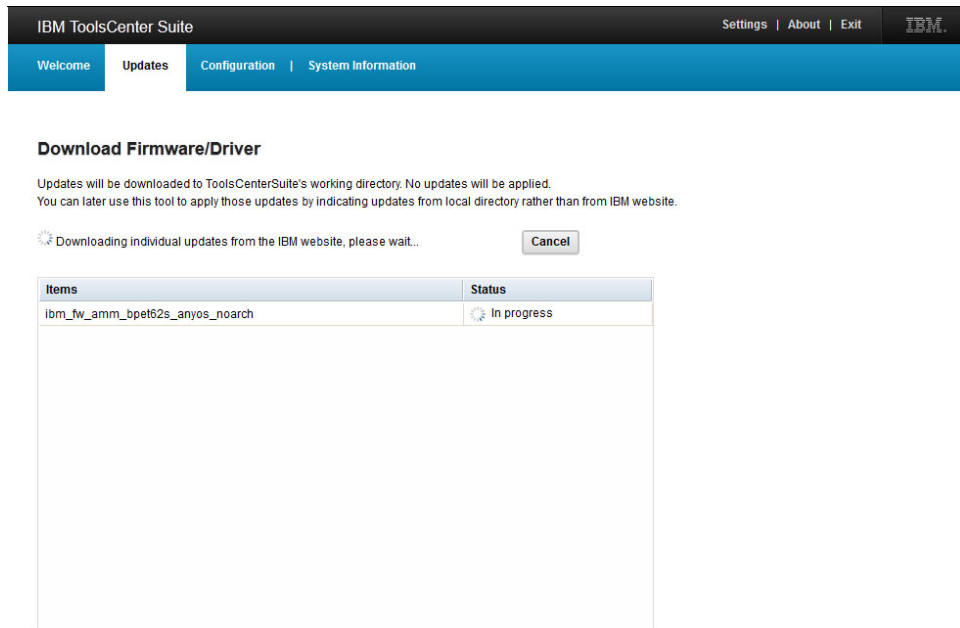 IBM ToolsCenter Suite
Settings | About | Exit
IBM.
Welcome Updates Configuration | System Information
Download Firmware/Driver
Updates will be downloaded to ToolsCenterSuite's working directory. No updates will be applied.
You can later use this tool to apply those updates by indicating updates from local directory rather than from IBM website.
Downloading individual updates from the IBM website, please wait...
Cancel
Items Status
ibm_fw_amm_bpet62s_anyos_noarch In progress